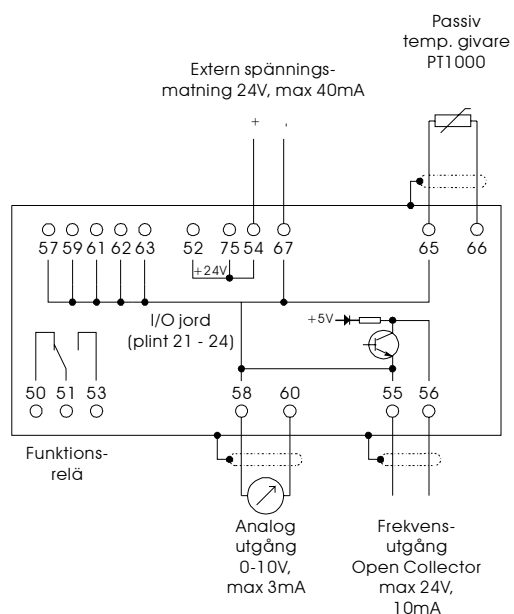 Passiv
temp. givare
PT1000
Extern spännings-
matning 24V, max 40mA
+ -
57 59 61 62 63 52 75 54 67 65 66
+24V
I/O jord
(plint 21 - 24)
+5V
50 51 53 58 60 55 56
Funktions-
relä
Analog
utgång
0-10V,
max 3mA
Frekvens-
utgång
Open Collector
max 24V,
10mA